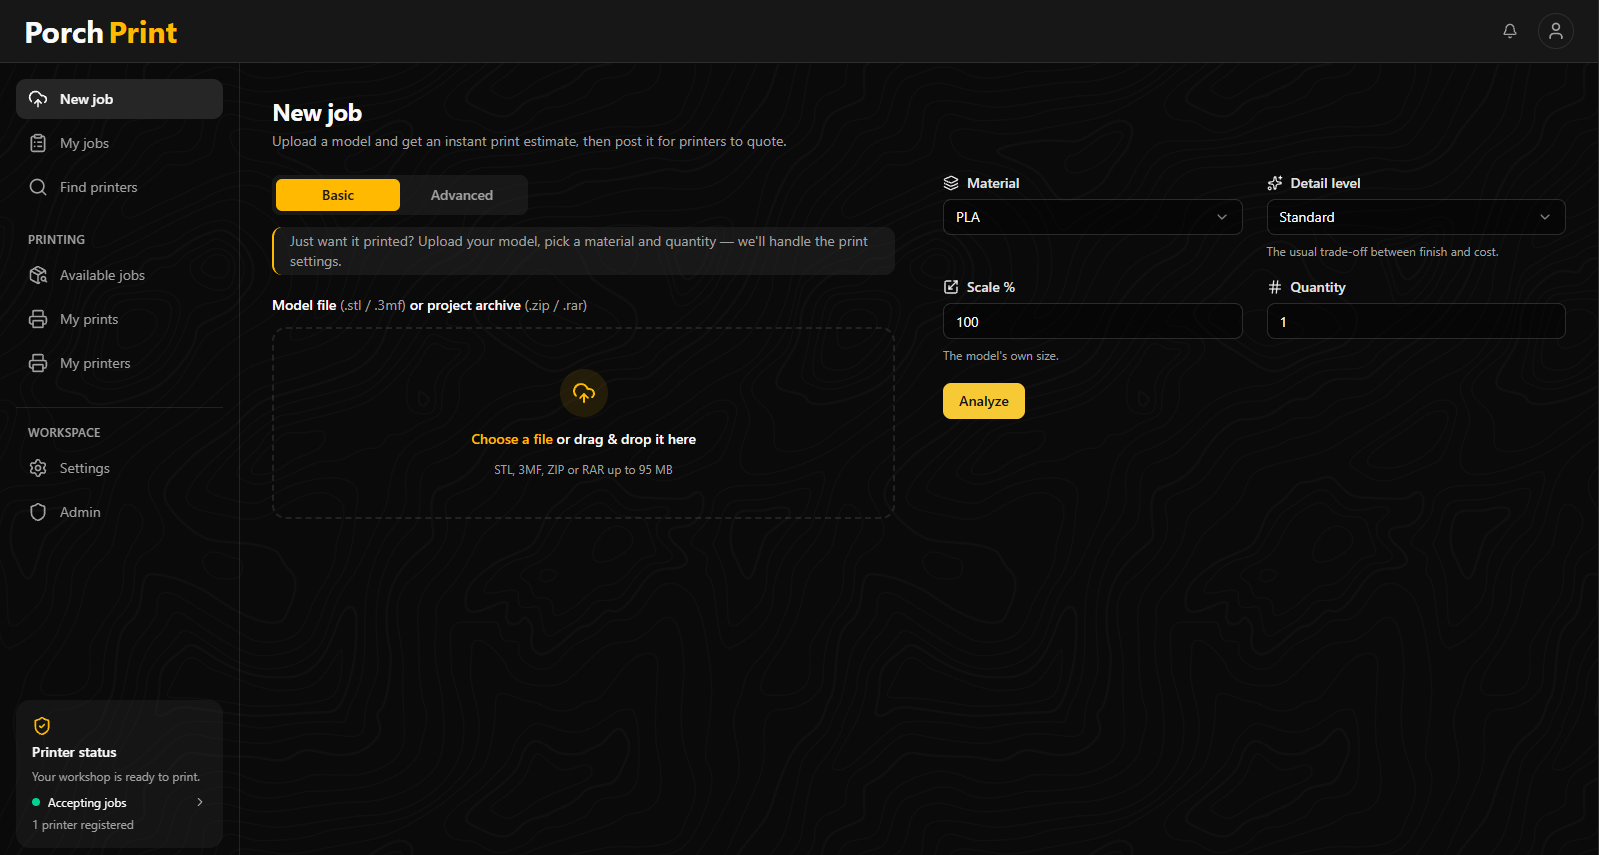 Porch Print
New job
My jobs
Find printers
PRINTING
Available jobs
My prints
My printers
WORKSPACE
Settings
Admin
Printer status
Your workshop is ready to print.
Accepting jobs
1 printer registered
New job
Upload a model and get an instant print estimate, then post it for printers to quote.
Basic
Advanced
Just want it printed? Upload your model, pick a material and quantity — we'll handle the print
settings.
Model file (.stl / .3mf) or project archive (.zip / .rar)
Choose a file or drag & drop it here
STL, 3MF, ZIP or RAR up to 95 MB
Material
PLA
Detail level
Standard
The usual trade-off between finish and cost.
Scale %
100
The model's own size.
Quantity
1
Analyze